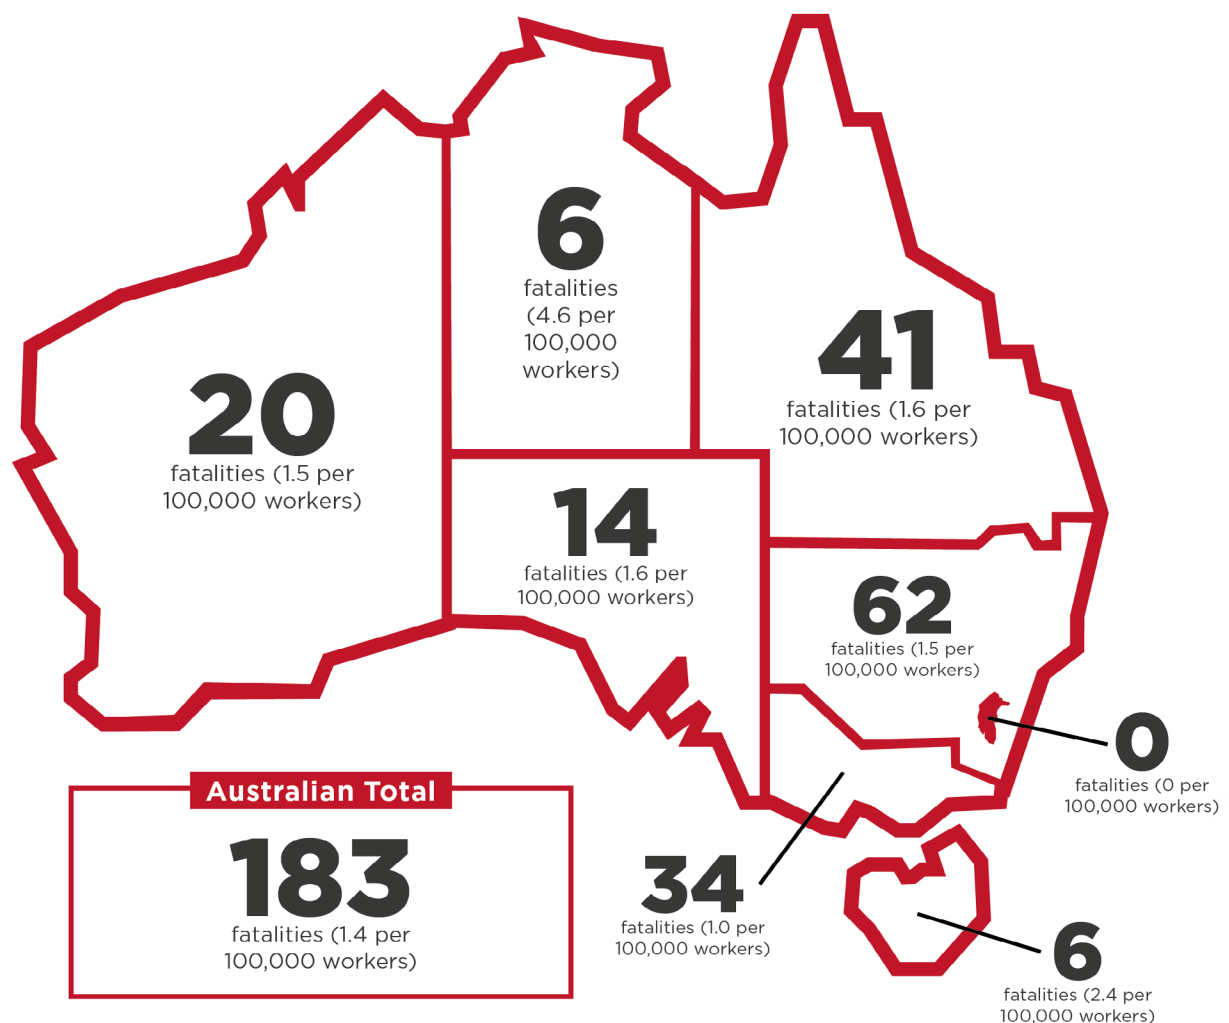 6
fatalities
(4.6 per
100,000
workers)
41
fatalities (1.6 per
100,000 workers)
20
fatalities (1.5 per
100,000 workers)
14
fatalities (1.6 per
100,000 workers)
62
fatalities (1.5 per
100,000 workers)
0
fatalities (0 per
100,000 workers)
Australian Total
183
fatalities (1.4 per
100,000 workers)
34
fatalities (1.0 per
100,000 workers)
6
fatalities (2.4 per
100,000 workers)